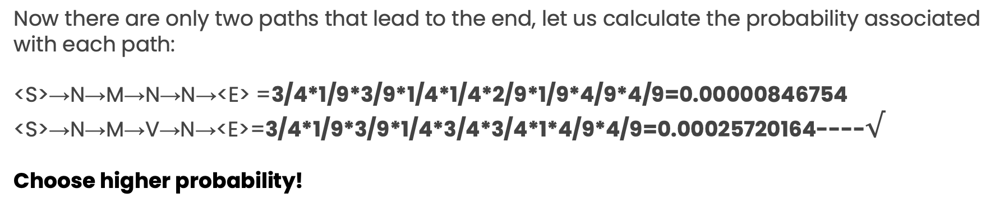 Now there are only two paths that lead to the end, let us calculate the probability associated
with each path:
<S>→N→M→N→N→<E> =3/4*1/9*3/9*1/4*1/4*2/9*1/9*4/9*4/9=0.00000846754
<S>→N→M→V→N→<E>=3/4*1/9*3/9*1/4*3/4*3/4*1*4/9*4/9=0.00025720164----√
Choose higher probability!